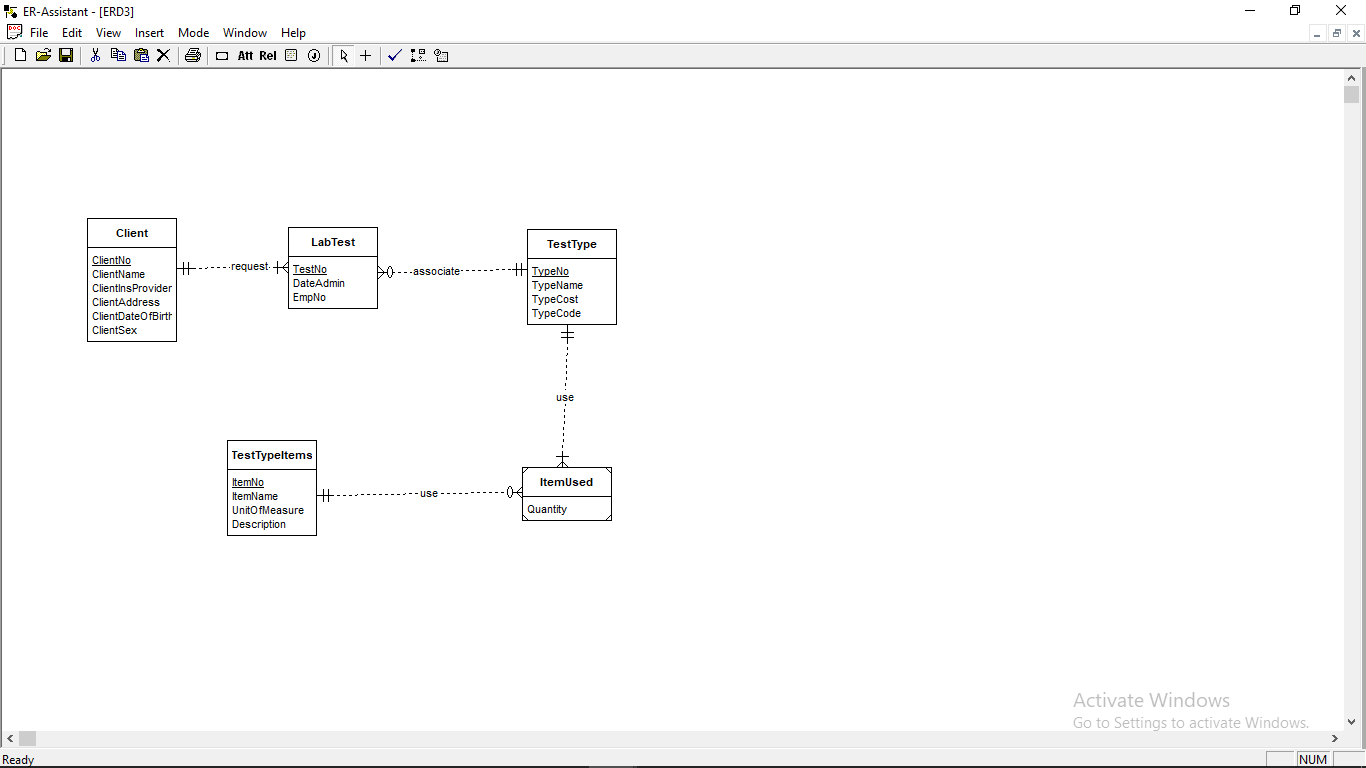 ER-Assistant - [ERD3]
File Edit View Insert Mode Window Help
Att Rel J
Client
ClientNo
ClientName
ClientInsProvider
ClientAddress
ClientDateOfBirth
ClientSex
request
LabTest
TestNo
DateAdmin
EmpNo
associate
TestType
TypeNo
TypeName
TypeCost
TypeCode
use
TestTypeItems
ItemNo
ItemName
UnitOfMeasure
Description
use
ItemUsed
Quantity
Activate Windows
Go to Settings to activate Windows.
Ready NUM